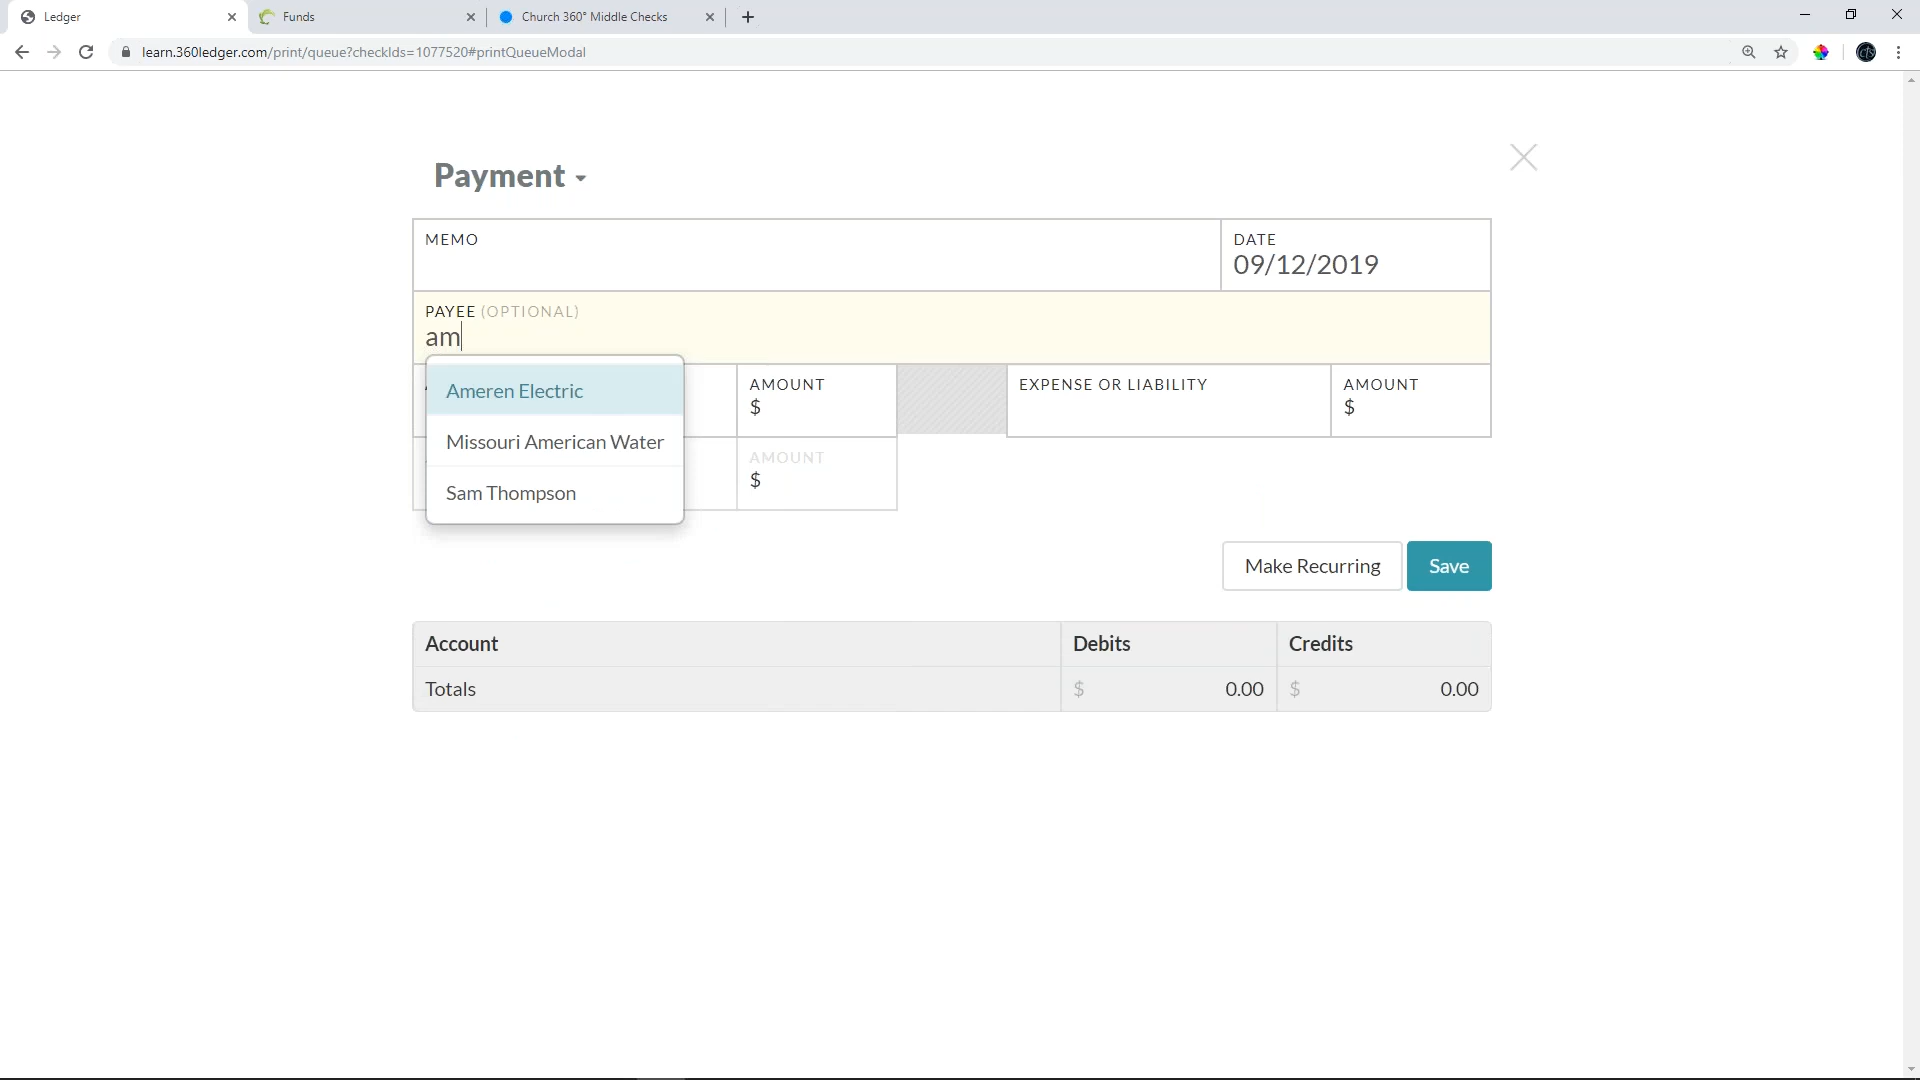 Ledger
Funds
Church 360° Middle Checks
learn.360ledger.com/print/queue?checkIds=1077520#printQueueModal
Payment
MEMO
DATE
09/12/2019
PAYEE (OPTIONAL)
am
Ameren Electric
Missouri American Water
Sam Thompson
AMOUNT
$
EXPENSE OR LIABILITY
AMOUNT
$
AMOUNT
$
Make Recurring
Save
Account
Debits
Credits
Totals
$ 0.00
$ 0.00